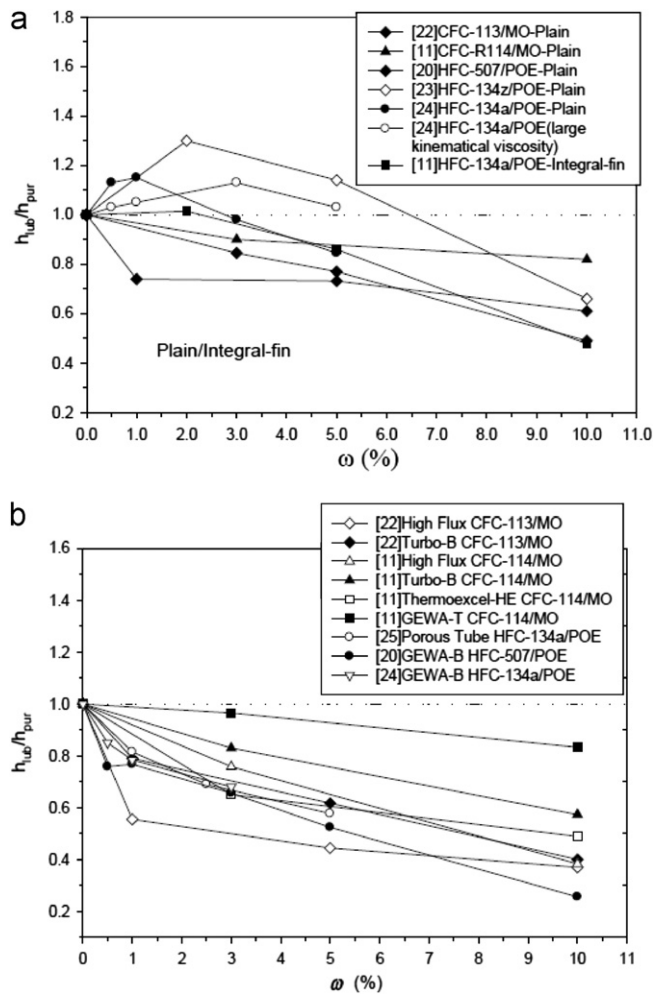 a
1.8
1.6
1.4
1.2
1.0
0.8
0.6
0.4
0.2
h_lub/h_pur
[22]CFC-113/MO-Plain
[11]CFC-R114/MO-Plain
[20]HFC-507/POE-Plain
[23]HFC-134z/POE-Plain
[24]HFC-134a/POE-Plain
[24]HFC-134a/POE(large
kinematical viscosity)
[11]HFC-134a/POE-Integral-fin
Plain/Integral-fin
0.0 1.0 2.0 3.0 4.0 5.0 6.0 7.0 8.0 9.0 10.0 11.0
ω (%)
b
1.6
1.4
1.2
1.0
0.8
0.6
0.4
0.2
0
h_lub/h_pur
[22]High Flux CFC-113/MO
[22]Turbo-B CFC-113/MO
[11]High Flux CFC-114/MO
[11]Turbo-B CFC-114/MO
[11]Thermoexcel-HE CFC-114/MO
[11]GEWA-T CFC-114/MO
[25]Porous Tube HFC-134a/POE
[20]GEWA-B HFC-507/POE
[24]GEWA-B HFC-134a/POE
0 1 2 3 4 5 6 7 8 9 10 11
ω (%)